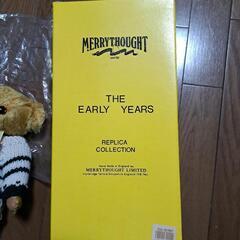 MERRYTHOUGHT
THE
EARLY YEARS
REPLICA
COLLECTION
MERRYTHOUGHT LIMITED